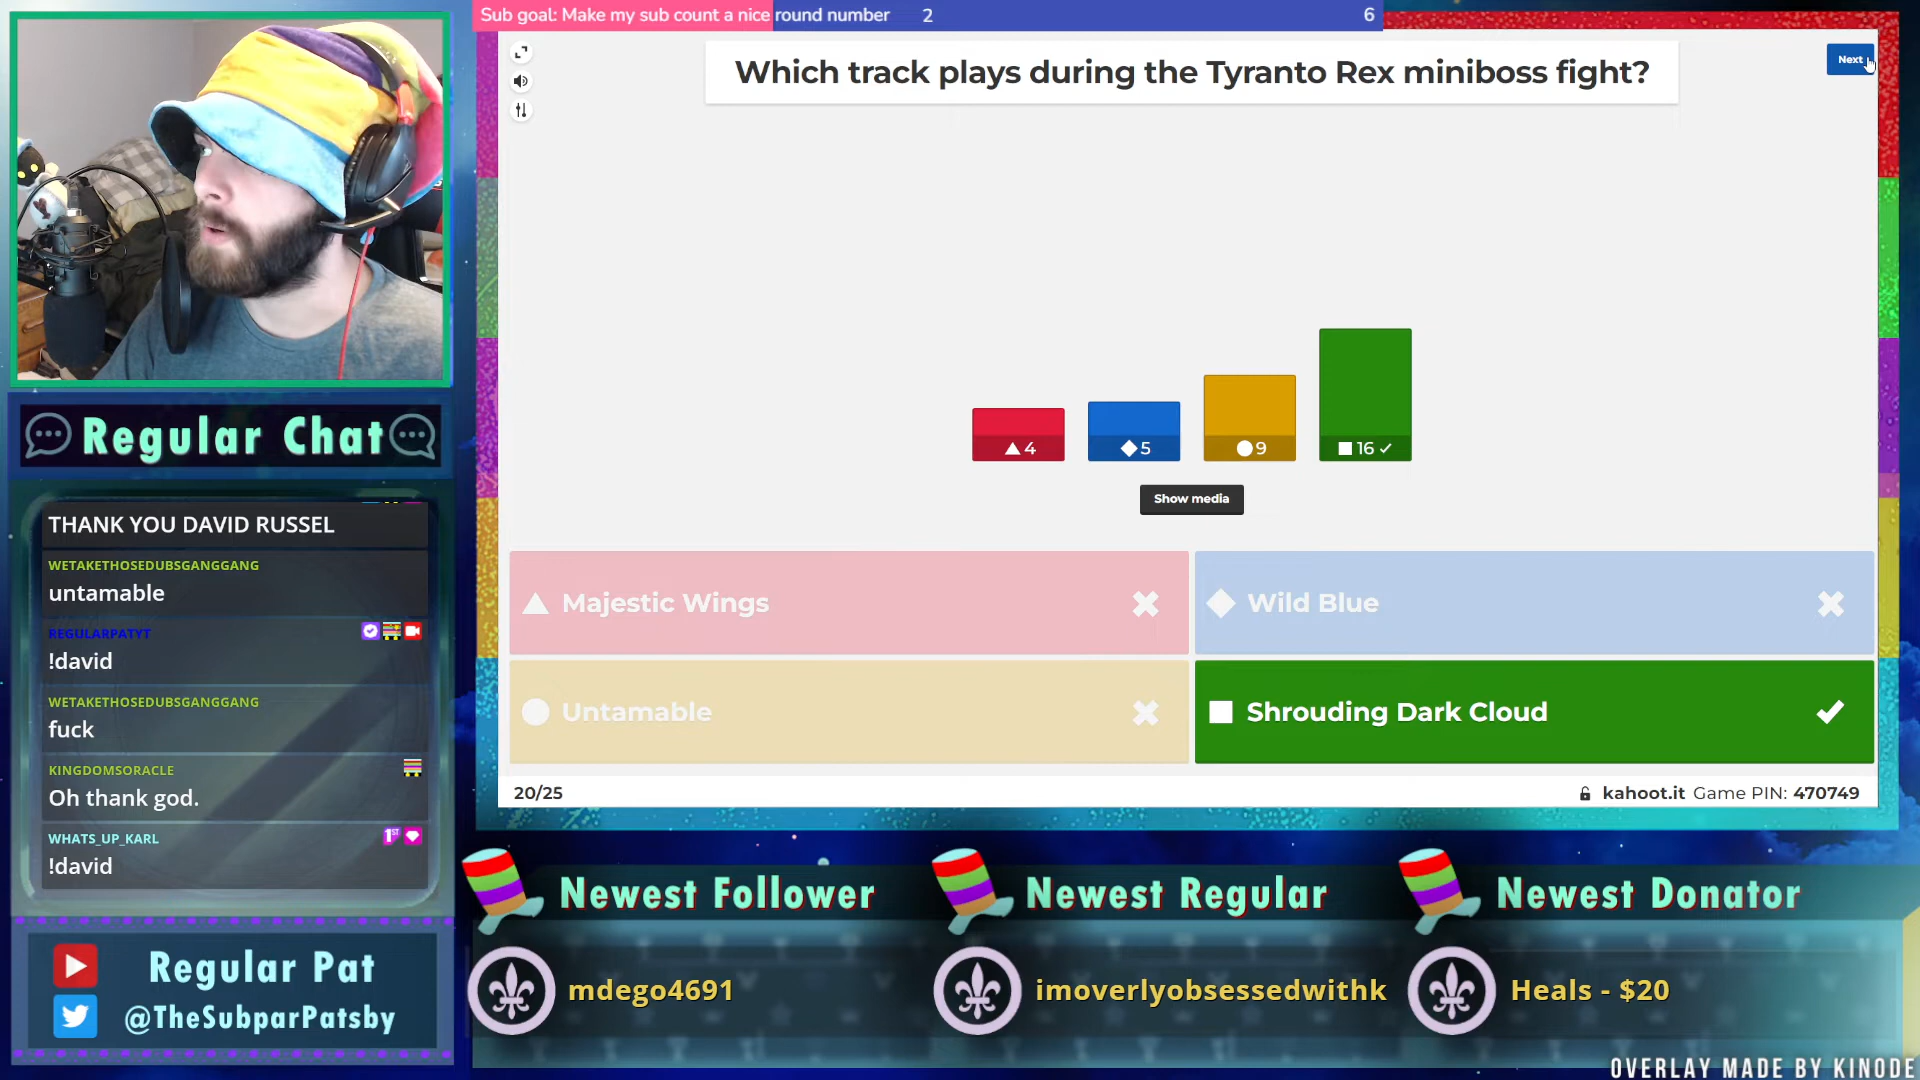 Sub goal: Make my sub count a nice round number 2 6
Which track plays during the Tyranto Rex miniboss fight?
Next
4
5
9
16
Show media
Majestic Wings
Wild Blue
Untamable
Shrouding Dark Cloud
20/25
kahoot.it Game PIN: 470749
Regular Chat
THANK YOU DAVID RUSSEL
WETAKETHOSEDUBSGANGGANG
untamable
REGULARPATYT
!david
WETAKETHOSEDUBSGANGGANG
fuck
KINGDOMSORACLE
Oh thank god.
WHATS_UP_KARL
1ST
!david
Regular Pat
@TheSubparPatsby
Newest Follower
mdego4691
Newest Regular
imoverlyobsessedwithk
Newest Donator
Heals - $20
OVERLAY MADE BY KINODE